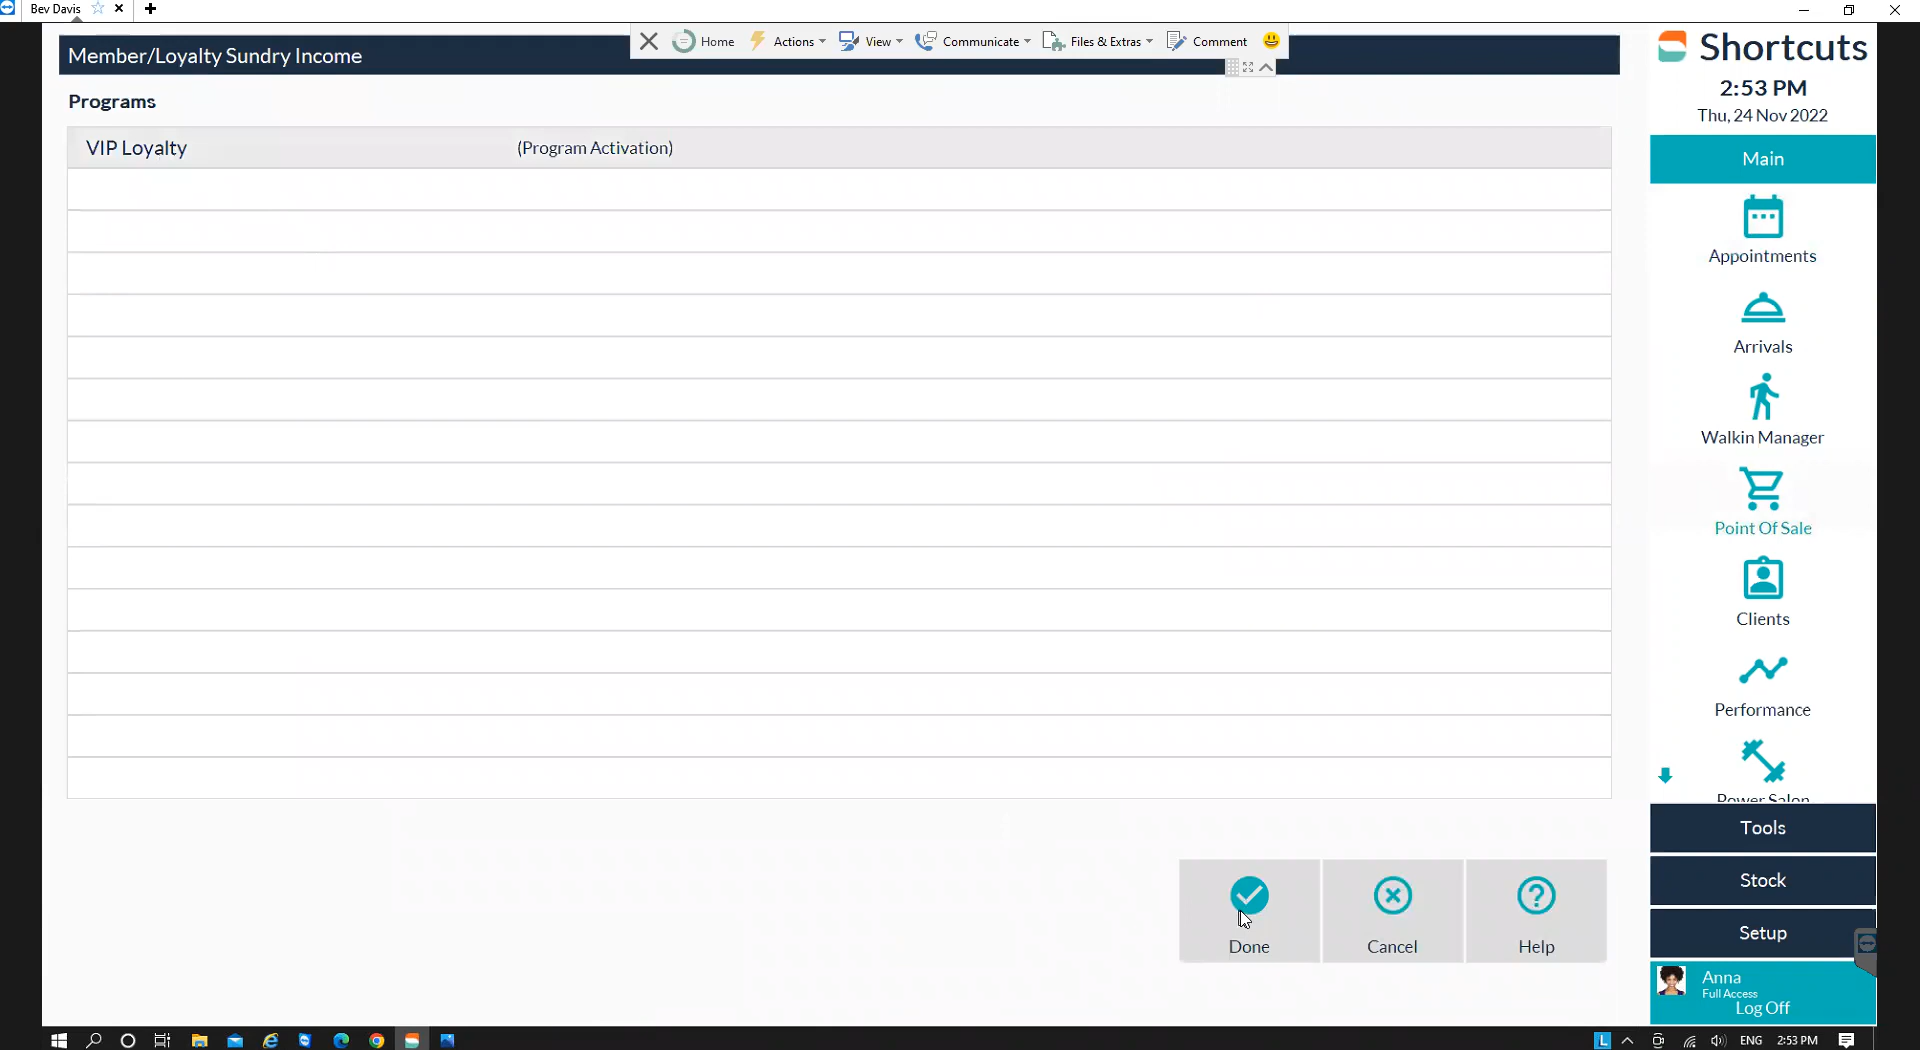 Bev Davis
Home Actions View Communicate Files & Extras Comment
Member/Loyalty Sundry Income
Shortcuts
2:53 PM
Thu, 24 Nov 2022
Programs
VIP Loyalty (Program Activation)
Main
Appointments
Arrivals
Walkin Manager
Point Of Sale
Clients
Performance
Power Salon
Tools
Stock
Setup
Done Cancel Help
Anna
Full Access
Log Off
L ENG 2:53 PM